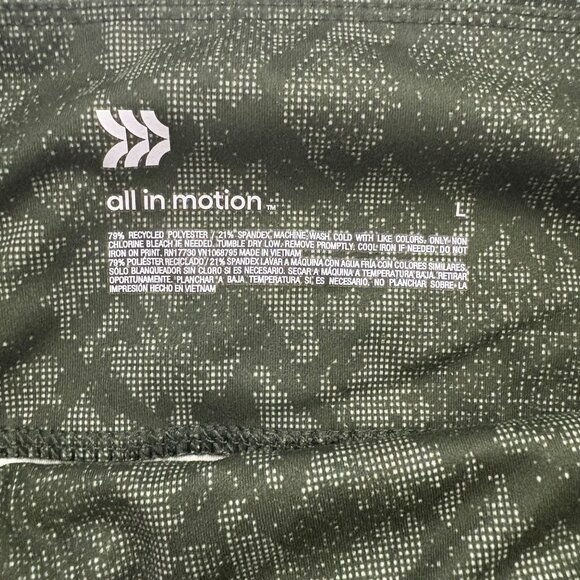 all in motion™
L
79% RECYCLED POLYESTER / 21% SPANDEX, MACHINE WASH COLD WITH LIKE COLORS, ONLY NON
CHLORINE BLEACH IF NEEDED. TUMBLE DRY LOW. REMOVE PROMPTLY. COOL IRON IF NEEDED. DO NOT
IRON ON PRINT. RN17730 VN1068795 MADE IN VIETNAM
79% POLIÉSTER RECICLADO / 21% SPANDEX LAVAR A MÁQUINA CON AGUA FRÍA CON COLORES SIMILARES,
SÓLO BLANQUEADOR SIN CLORO SI ES NECESARIO. SECAR A MÁQUINA A TEMPERATURA BAJA. RETIRAR
OPORTUNAMENTE. PLANCHAR A BAJA TEMPERATURA SI ES NECESARIO. NO PLANCHAR SOBRE LA
IMPRESIÓN HECHO EN VIETNAM